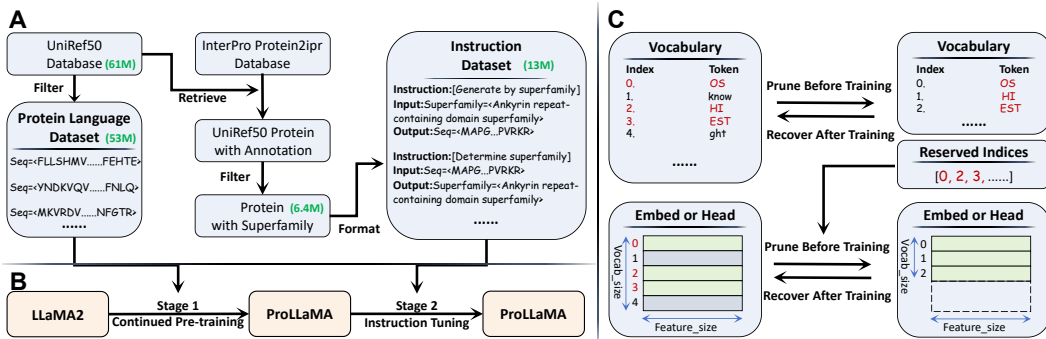 A
UniRef50
Database (61M)
InterPro Protein2ipr
Database
Filter
Retrieve
Protein Language
Dataset (53M)
Seq=<FLLSHMV......FEHTE>
Seq=<YNDKVQV......FNLQ>
Seq=<MKVRDV......NFGTR>
......
UniRef50 Protein
with Annotation
Filter
Protein (6.4M)
with Superfamily
Format
Instruction
Dataset (13M)
Instruction:[Generate by superfamily]
Input:Superfamily=<Ankyrin repeat-
containing domain superfamily>
Output:Seq=<MAPG...PVRKR>
Instruction:[Determine superfamily]
Input:Seq=<MAPG...PVRKR>
Output:Superfamily=<Ankyrin repeat-
containing domain superfamily>
......
B
LLaMA2
Stage 1
Continued Pre-training
ProLLaMA
Stage 2
Instruction Tuning
ProLLaMA
C
Vocabulary
Index Token
0. OS
1. know
2. HI
3. EST
4. ght
......
Prune Before Training
Recover After Training
Vocabulary
Index Token
0. OS
1. HI
2. EST
......
Reserved Indices
[0, 2, 3, ......]
Embed or Head
Vocab_size
0
1
2
3
4
Feature_size
Prune Before Training
Recover After Training
Embed or Head
Vocab_size
0
1
2
Feature_size